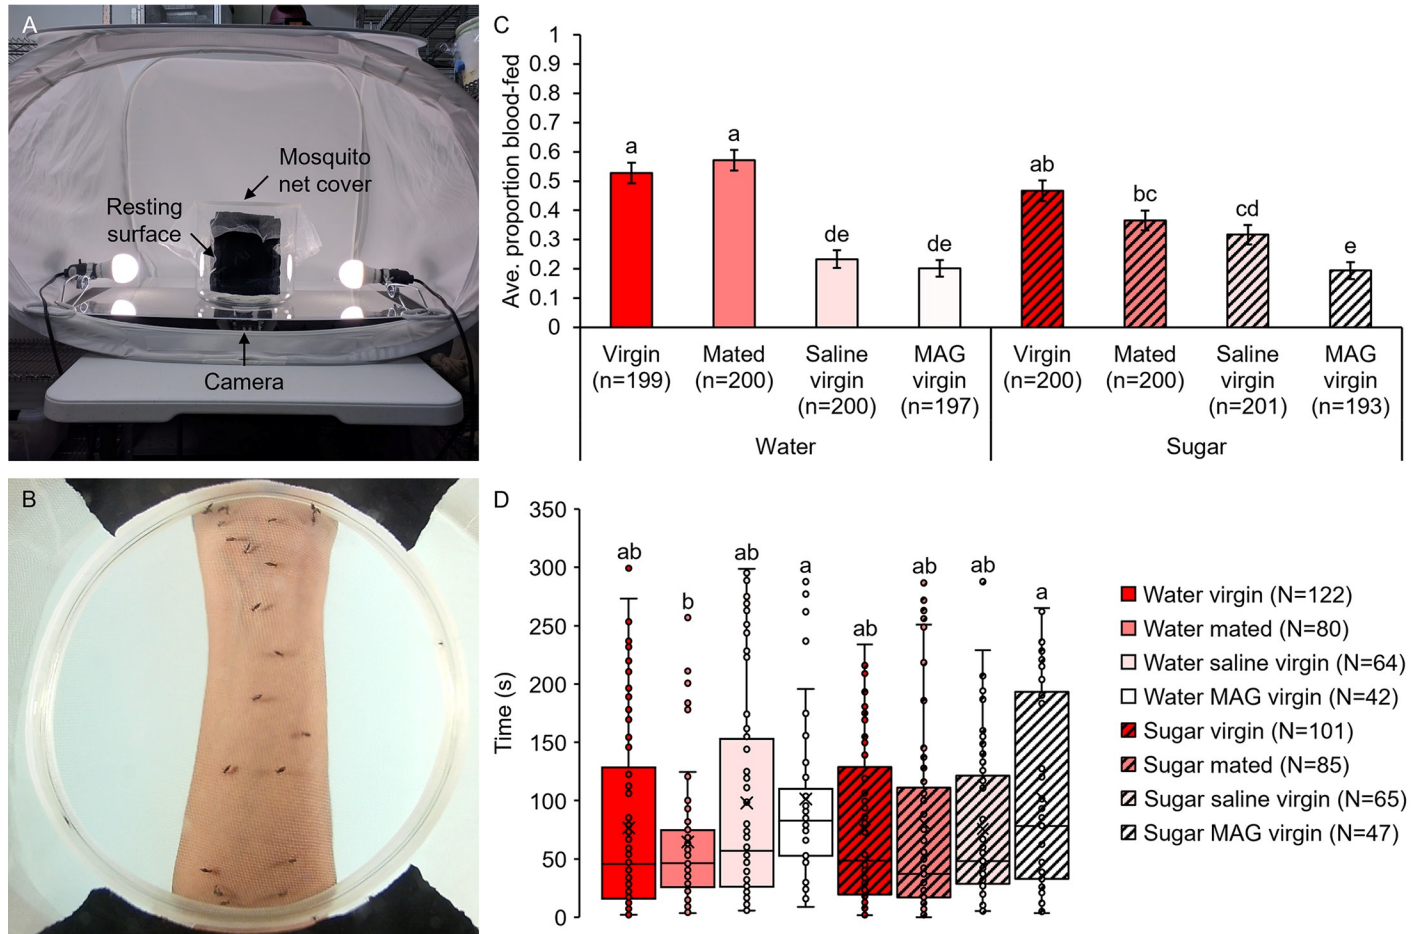 A
Mosquito
net cover
Resting
surface
Camera
B
C
Ave. proportion blood-fed
1
0.9
0.8
0.7
0.6
0.5
0.4
0.3
0.2
0.1
0
a
a
de
de
ab
bc
cd
e
Virgin
(n=199)
Mated
(n=200)
Saline
virgin
(n=200)
MAG
virgin
(n=197)
Virgin
(n=200)
Mated
(n=200)
Saline
virgin
(n=201)
MAG
virgin
(n=193)
Water
Sugar
D
Time (s)
350
300
250
200
150
100
50
0
ab
b
ab
a
ab
ab
ab
a
Water virgin (N=122)
Water mated (N=80)
Water saline virgin (N=64)
Water MAG virgin (N=42)
Sugar virgin (N=101)
Sugar mated (N=85)
Sugar saline virgin (N=65)
Sugar MAG virgin (N=47)